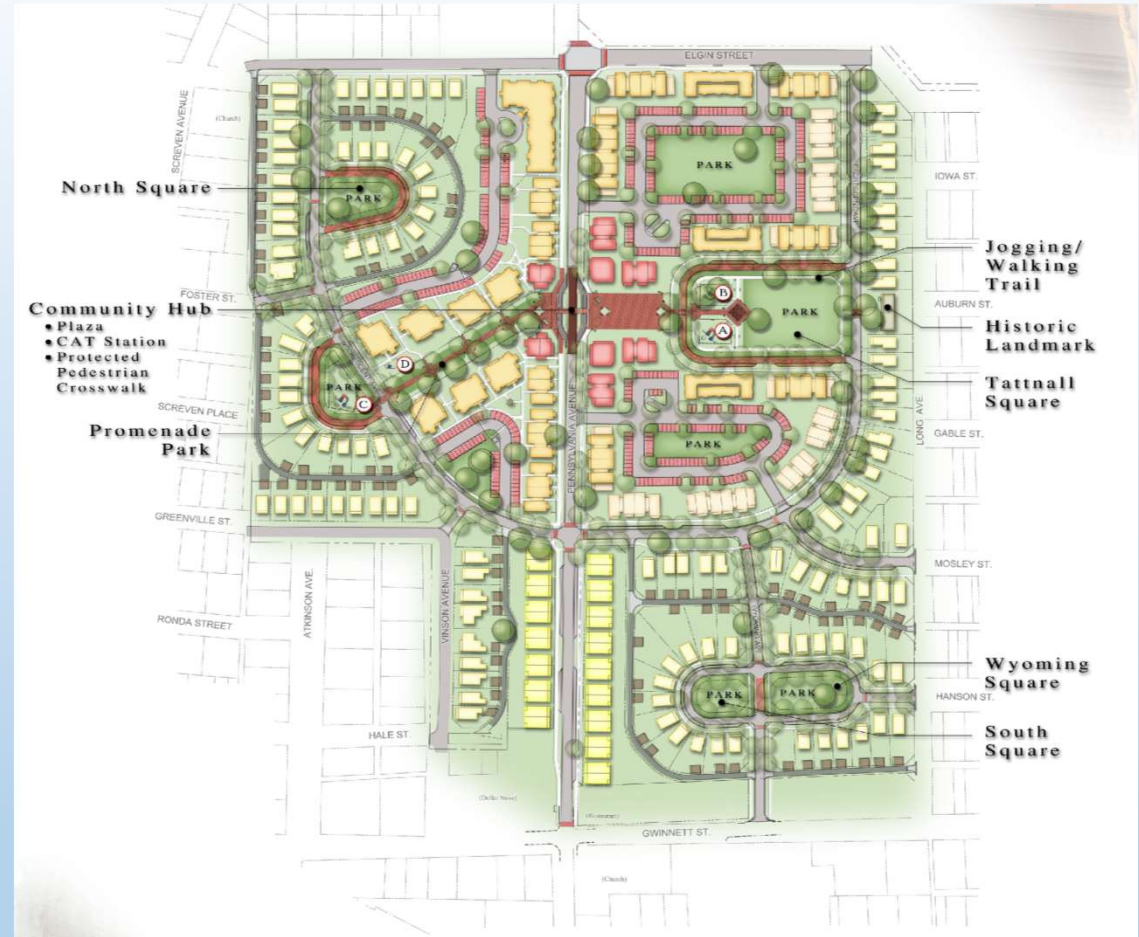 ELGIN STREET
SCREVEN AVENUE
(Church)
PARK
IOWA ST.
North Square
PARK
Jogging/
Walking
Trail
FOSTER ST.
Community Hub
• Plaza
• CAT Station
• Protected
Pedestrian
Crosswalk
B
A
PARK
AUBURN ST.
Historic
Landmark
D
PARK
C
Tattnall
Square
SCREVEN PLACE
Promenade
Park
PENNSYLVANIA AVENUE
PARK
LONG AVE.
GABLE ST.
GREENVILLE ST.
MOSLEY ST.
ATKINSON AVE.
VINSON AVENUE
RONDA STREET
Wyoming
Square
PARK
PARK
HANSON ST.
South
Square
HALE ST.
GWINNETT ST.
(Church)